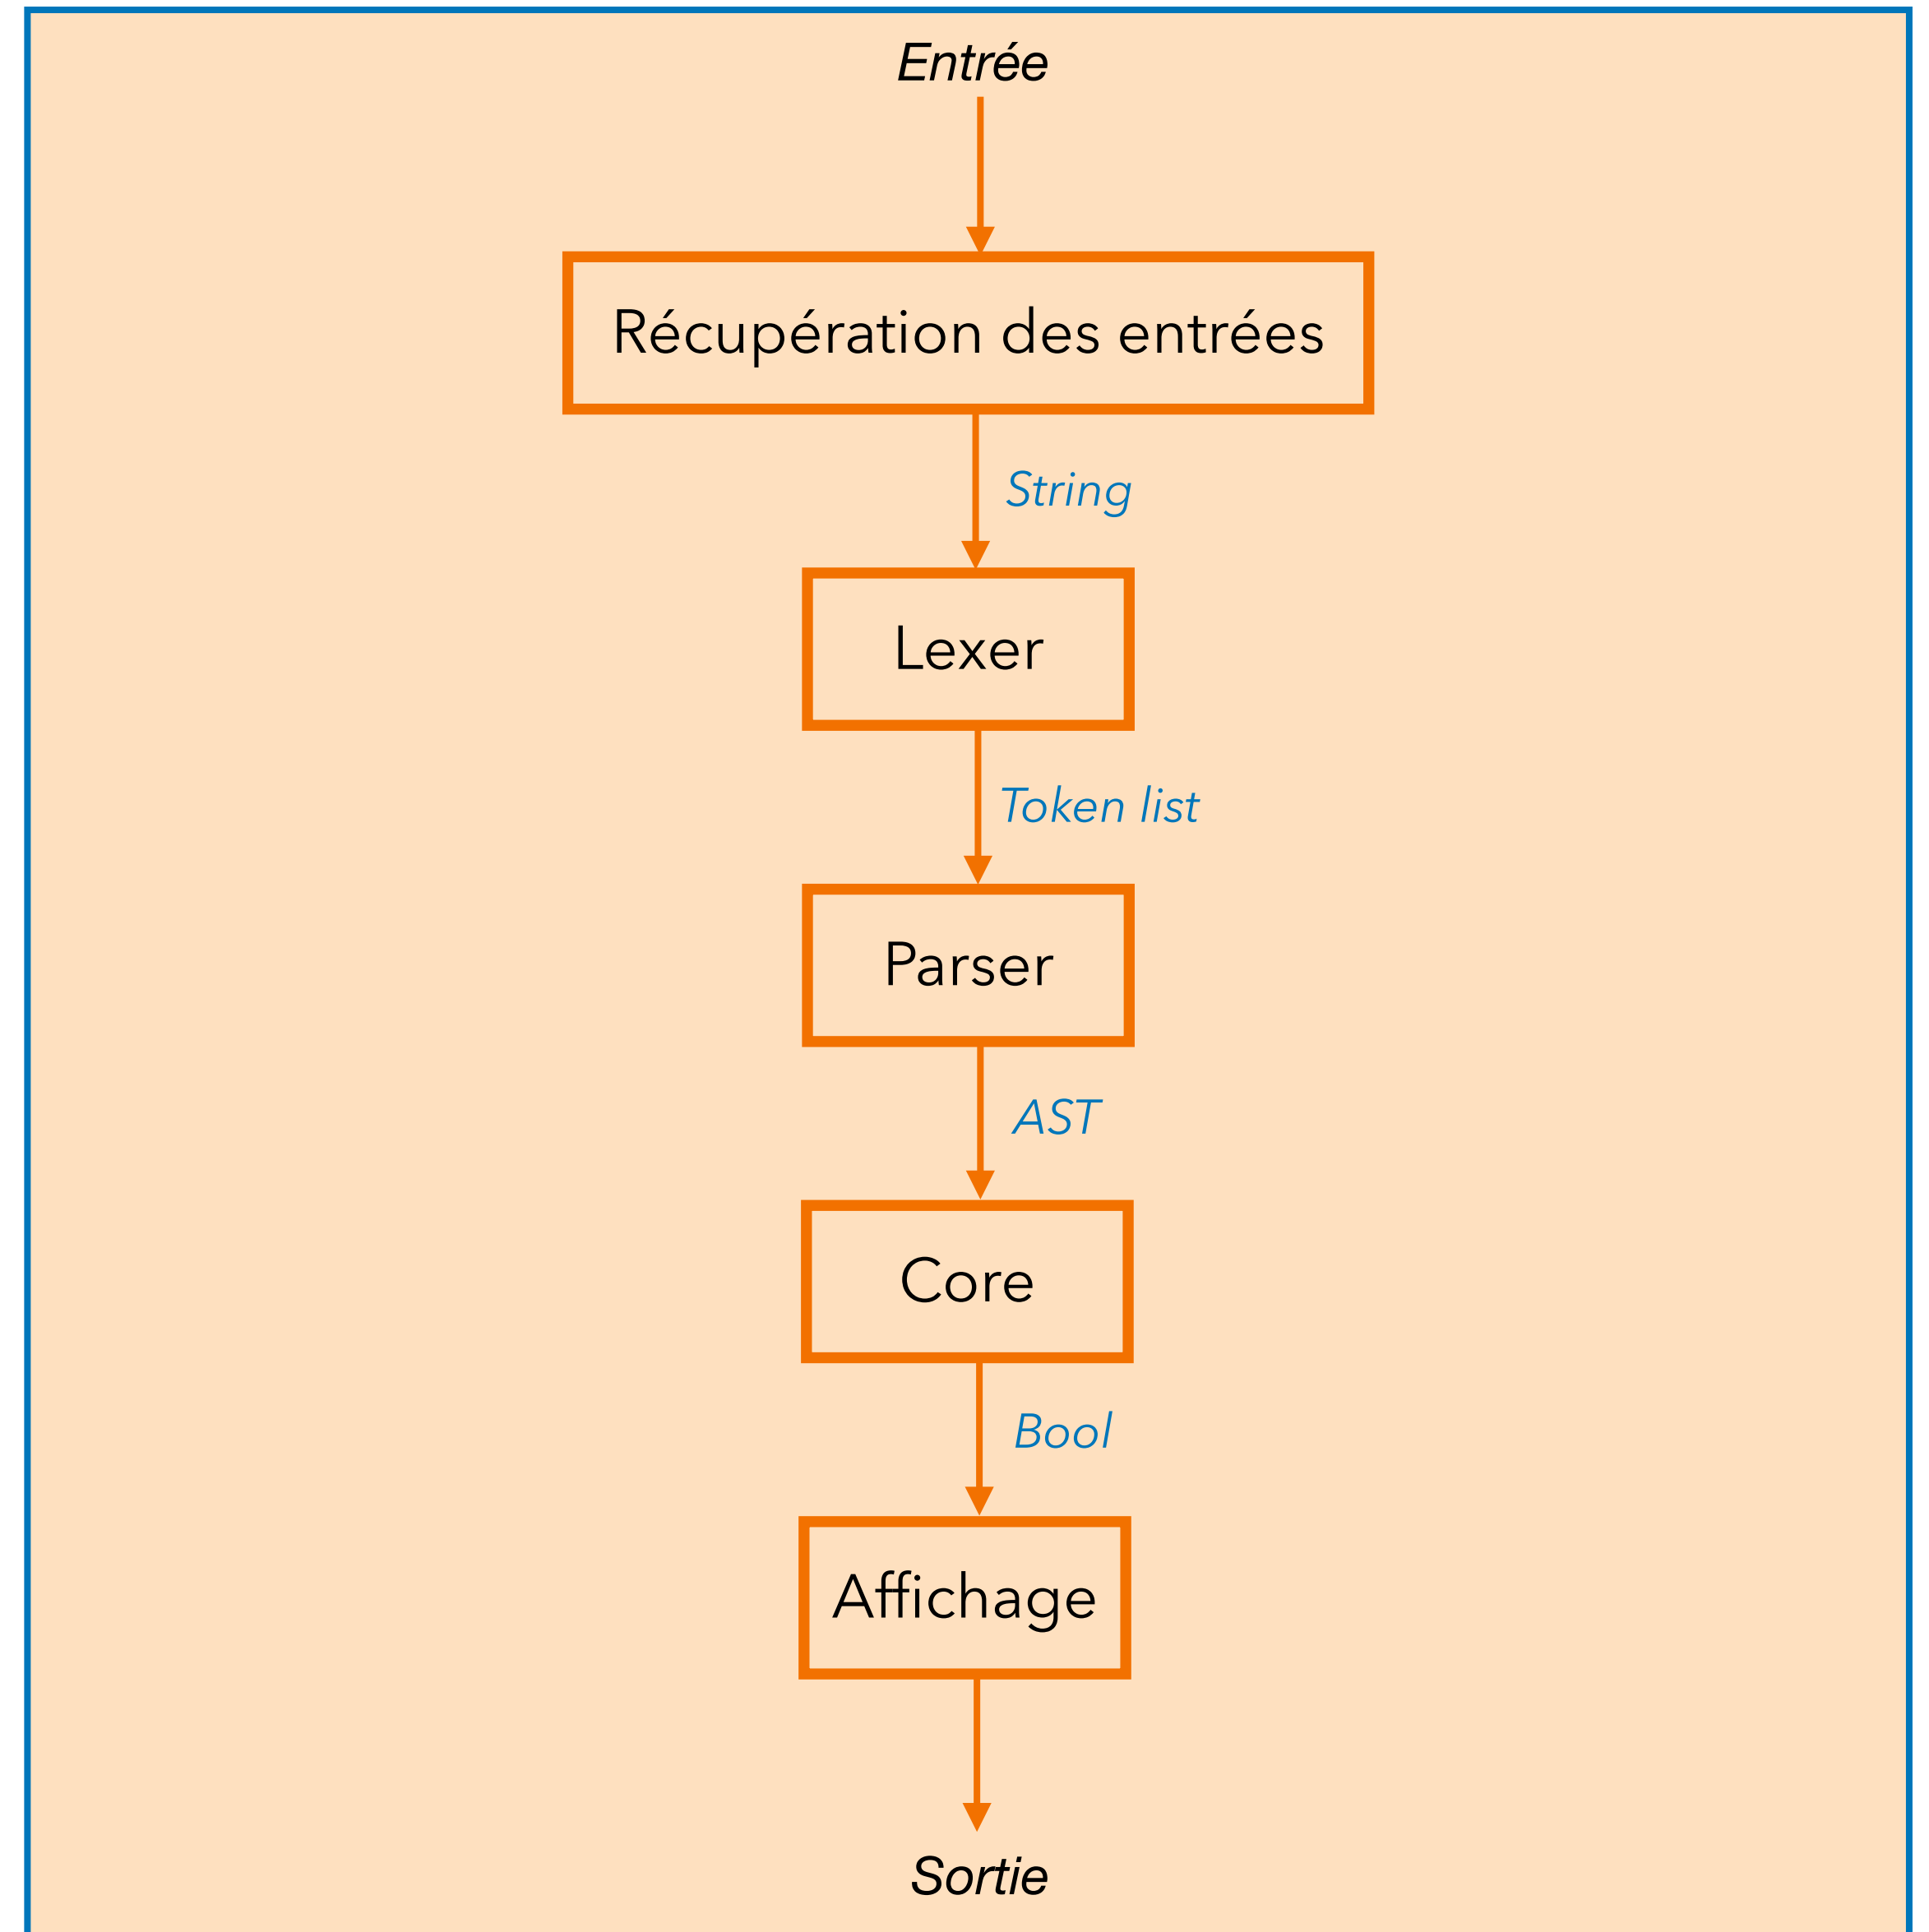 Entrée
Récupération des entrées
String
Lexer
Token list
Parser
AST
Core
Bool
Affichage
Sortie